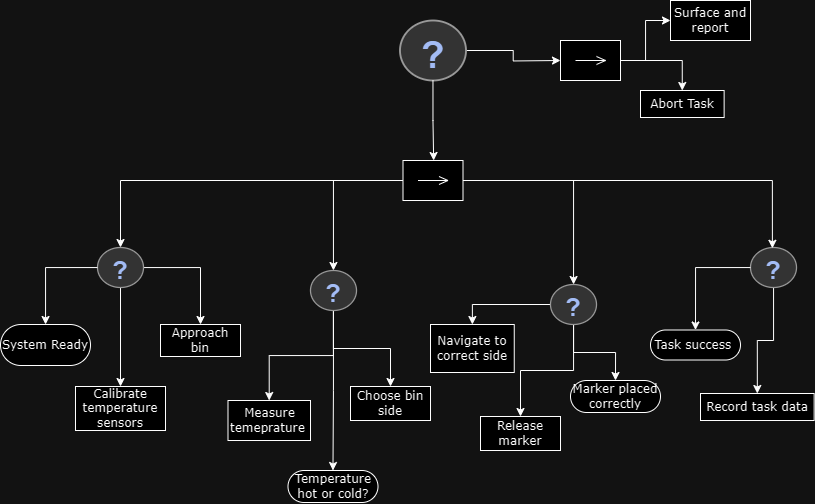 Surface and
report
?
Abort Task
?
?
?
?
System Ready
Approach
bin
Navigate to
correct side
Task success
Calibrate
temperature
sensors
Measure
temeprature
Choose bin
side
Marker placed
correctly
Record task data
Release
marker
Temperature
hot or cold?